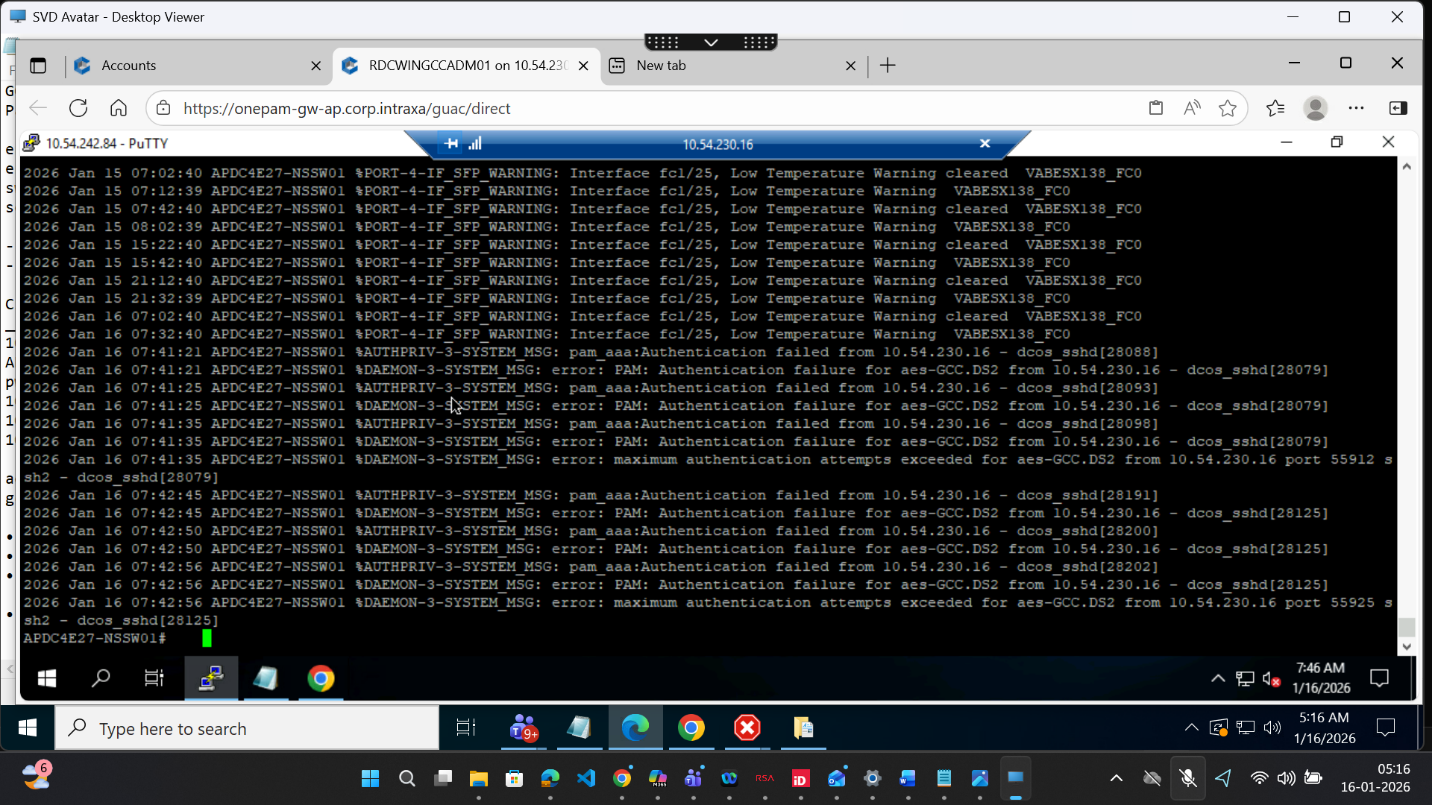 SVD Avatar - Desktop Viewer
Accounts
RDCWINGCCADM01 on 10.54.230
New tab
https://onepam-gw-ap.corp.intraxa/guac/direct
10.54.242.84 - PuTTY
10.54.230.16
2026 Jan 15 07:02:40 APDC4E27-NSSW01 %PORT-4-IF_SFP_WARNING: Interface fc1/25, Low Temperature Warning cleared  VABESX138_FC0
2026 Jan 15 07:12:39 APDC4E27-NSSW01 %PORT-4-IF_SFP_WARNING: Interface fc1/25, Low Temperature Warning  VABESX138_FC0
2026 Jan 15 07:42:40 APDC4E27-NSSW01 %PORT-4-IF_SFP_WARNING: Interface fc1/25, Low Temperature Warning cleared  VABESX138_FC0
2026 Jan 15 08:02:39 APDC4E27-NSSW01 %PORT-4-IF_SFP_WARNING: Interface fc1/25, Low Temperature Warning  VABESX138_FC0
2026 Jan 15 15:22:40 APDC4E27-NSSW01 %PORT-4-IF_SFP_WARNING: Interface fc1/25, Low Temperature Warning cleared  VABESX138_FC0
2026 Jan 15 15:42:40 APDC4E27-NSSW01 %PORT-4-IF_SFP_WARNING: Interface fc1/25, Low Temperature Warning  VABESX138_FC0
2026 Jan 15 21:12:40 APDC4E27-NSSW01 %PORT-4-IF_SFP_WARNING: Interface fc1/25, Low Temperature Warning cleared  VABESX138_FC0
2026 Jan 15 21:32:39 APDC4E27-NSSW01 %PORT-4-IF_SFP_WARNING: Interface fc1/25, Low Temperature Warning  VABESX138_FC0
2026 Jan 16 07:02:40 APDC4E27-NSSW01 %PORT-4-IF_SFP_WARNING: Interface fc1/25, Low Temperature Warning cleared  VABESX138_FC0
2026 Jan 16 07:32:40 APDC4E27-NSSW01 %PORT-4-IF_SFP_WARNING: Interface fc1/25, Low Temperature Warning  VABESX138_FC0
2026 Jan 16 07:41:21 APDC4E27-NSSW01 %AUTHPRIV-3-SYSTEM_MSG: pam_aaa:Authentication failed from 10.54.230.16 - dcos_sshd[28088]
2026 Jan 16 07:41:21 APDC4E27-NSSW01 %DAEMON-3-SYSTEM_MSG: error: PAM: Authentication failure for aes-GCC.DS2 from 10.54.230.16 - dcos_sshd[28079]
2026 Jan 16 07:41:25 APDC4E27-NSSW01 %AUTHPRIV-3-SYSTEM_MSG: pam_aaa:Authentication failed from 10.54.230.16 - dcos_sshd[28093]
2026 Jan 16 07:41:25 APDC4E27-NSSW01 %DAEMON-3-SYSTEM_MSG: error: PAM: Authentication failure for aes-GCC.DS2 from 10.54.230.16 - dcos_sshd[28079]
2026 Jan 16 07:41:35 APDC4E27-NSSW01 %AUTHPRIV-3-SYSTEM_MSG: pam_aaa:Authentication failed from 10.54.230.16 - dcos_sshd[28098]
2026 Jan 16 07:41:35 APDC4E27-NSSW01 %DAEMON-3-SYSTEM_MSG: error: PAM: Authentication failure for aes-GCC.DS2 from 10.54.230.16 - dcos_sshd[28079]
2026 Jan 16 07:41:35 APDC4E27-NSSW01 %DAEMON-3-SYSTEM_MSG: error: maximum authentication attempts exceeded for aes-GCC.DS2 from 10.54.230.16 port 55912 s
sh2 - dcos_sshd[28079]
2026 Jan 16 07:42:45 APDC4E27-NSSW01 %AUTHPRIV-3-SYSTEM_MSG: pam_aaa:Authentication failed from 10.54.230.16 - dcos_sshd[28191]
2026 Jan 16 07:42:45 APDC4E27-NSSW01 %DAEMON-3-SYSTEM_MSG: error: PAM: Authentication failure for aes-GCC.DS2 from 10.54.230.16 - dcos_sshd[28125]
2026 Jan 16 07:42:50 APDC4E27-NSSW01 %AUTHPRIV-3-SYSTEM_MSG: pam_aaa:Authentication failed from 10.54.230.16 - dcos_sshd[28200]
2026 Jan 16 07:42:50 APDC4E27-NSSW01 %DAEMON-3-SYSTEM_MSG: error: PAM: Authentication failure for aes-GCC.DS2 from 10.54.230.16 - dcos_sshd[28125]
2026 Jan 16 07:42:56 APDC4E27-NSSW01 %AUTHPRIV-3-SYSTEM_MSG: pam_aaa:Authentication failed from 10.54.230.16 - dcos_sshd[28202]
2026 Jan 16 07:42:56 APDC4E27-NSSW01 %DAEMON-3-SYSTEM_MSG: error: PAM: Authentication failure for aes-GCC.DS2 from 10.54.230.16 - dcos_sshd[28125]
2026 Jan 16 07:42:56 APDC4E27-NSSW01 %DAEMON-3-SYSTEM_MSG: error: maximum authentication attempts exceeded for aes-GCC.DS2 from 10.54.230.16 port 55925 s
sh2 - dcos_sshd[28125]
APDC4E27-NSSW01#
7:46 AM
1/16/2026
Type here to search
9+
5:16 AM
1/16/2026
6
RSA
iD
05:16
16-01-2026